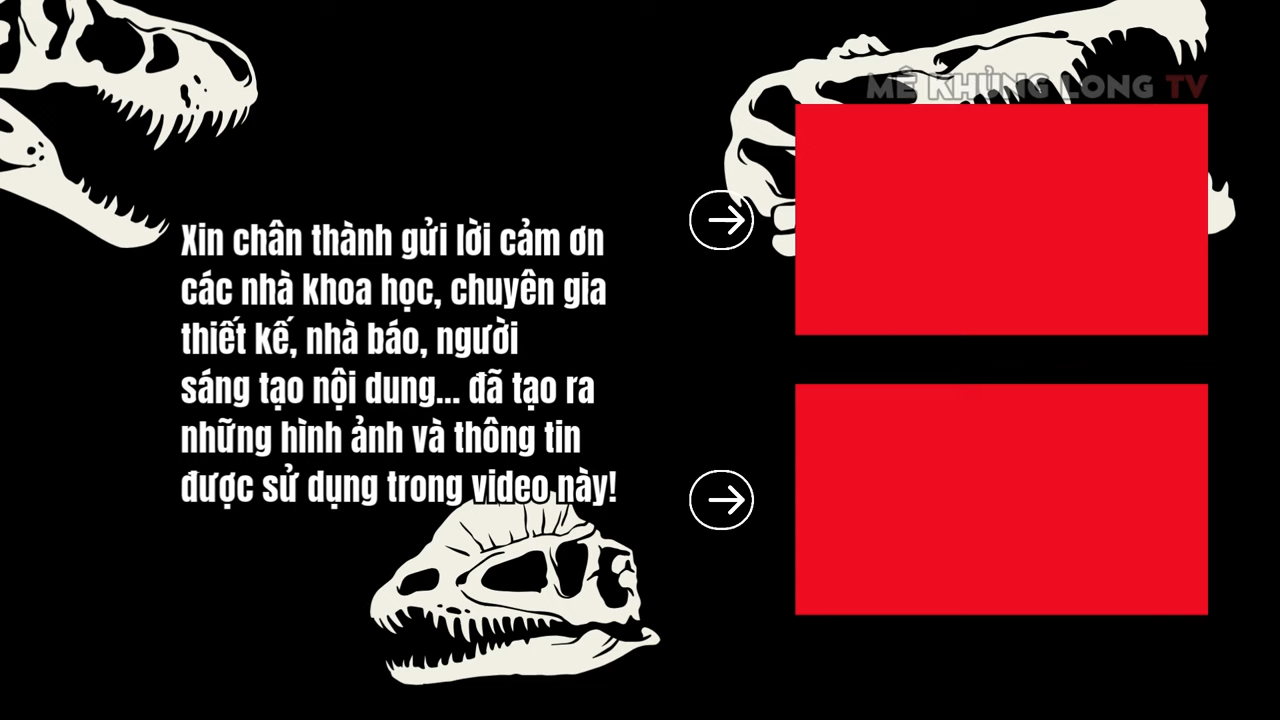 MÊ KHỦNG LONG TV
Xin chân thành gửi lời cảm ơn
các nhà khoa học, chuyên gia
thiết kế, nhà báo, người
sáng tạo nội dung... đã tạo ra
những hình ảnh và thông tin
được sử dụng trong video này!